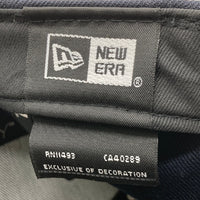 NEW
ERA
®
RN11493 CA40289
EXCLUSIVE OF DECORATION